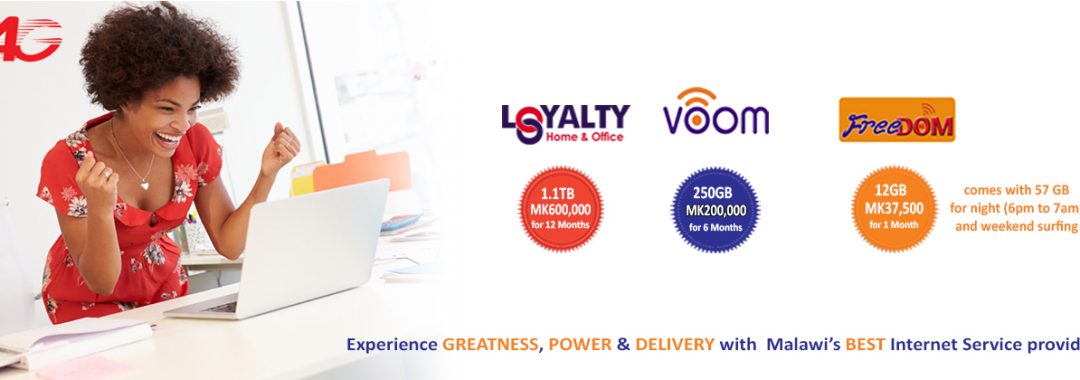 4G
LOYALTY
Home & Office
VOOM
FreeDOM
1.1TB
MK600,000
for 12 Months
250GB
MK200,000
for 6 Months
12GB
MK37,500
for 1 Month
comes with 57 GB
for night (6pm to 7am
and weekend surfing
Experience GREATNESS, POWER & DELIVERY with Malawi's BEST Internet Service provid